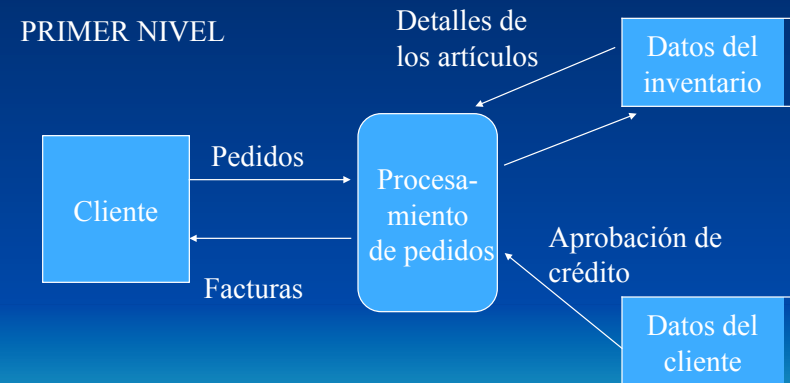 PRIMER NIVEL
Detalles de
los artículos
Datos del
inventario
Pedidos
Cliente
Procesa-
miento
de pedidos
Facturas
Aprobación de
crédito
Datos del
cliente